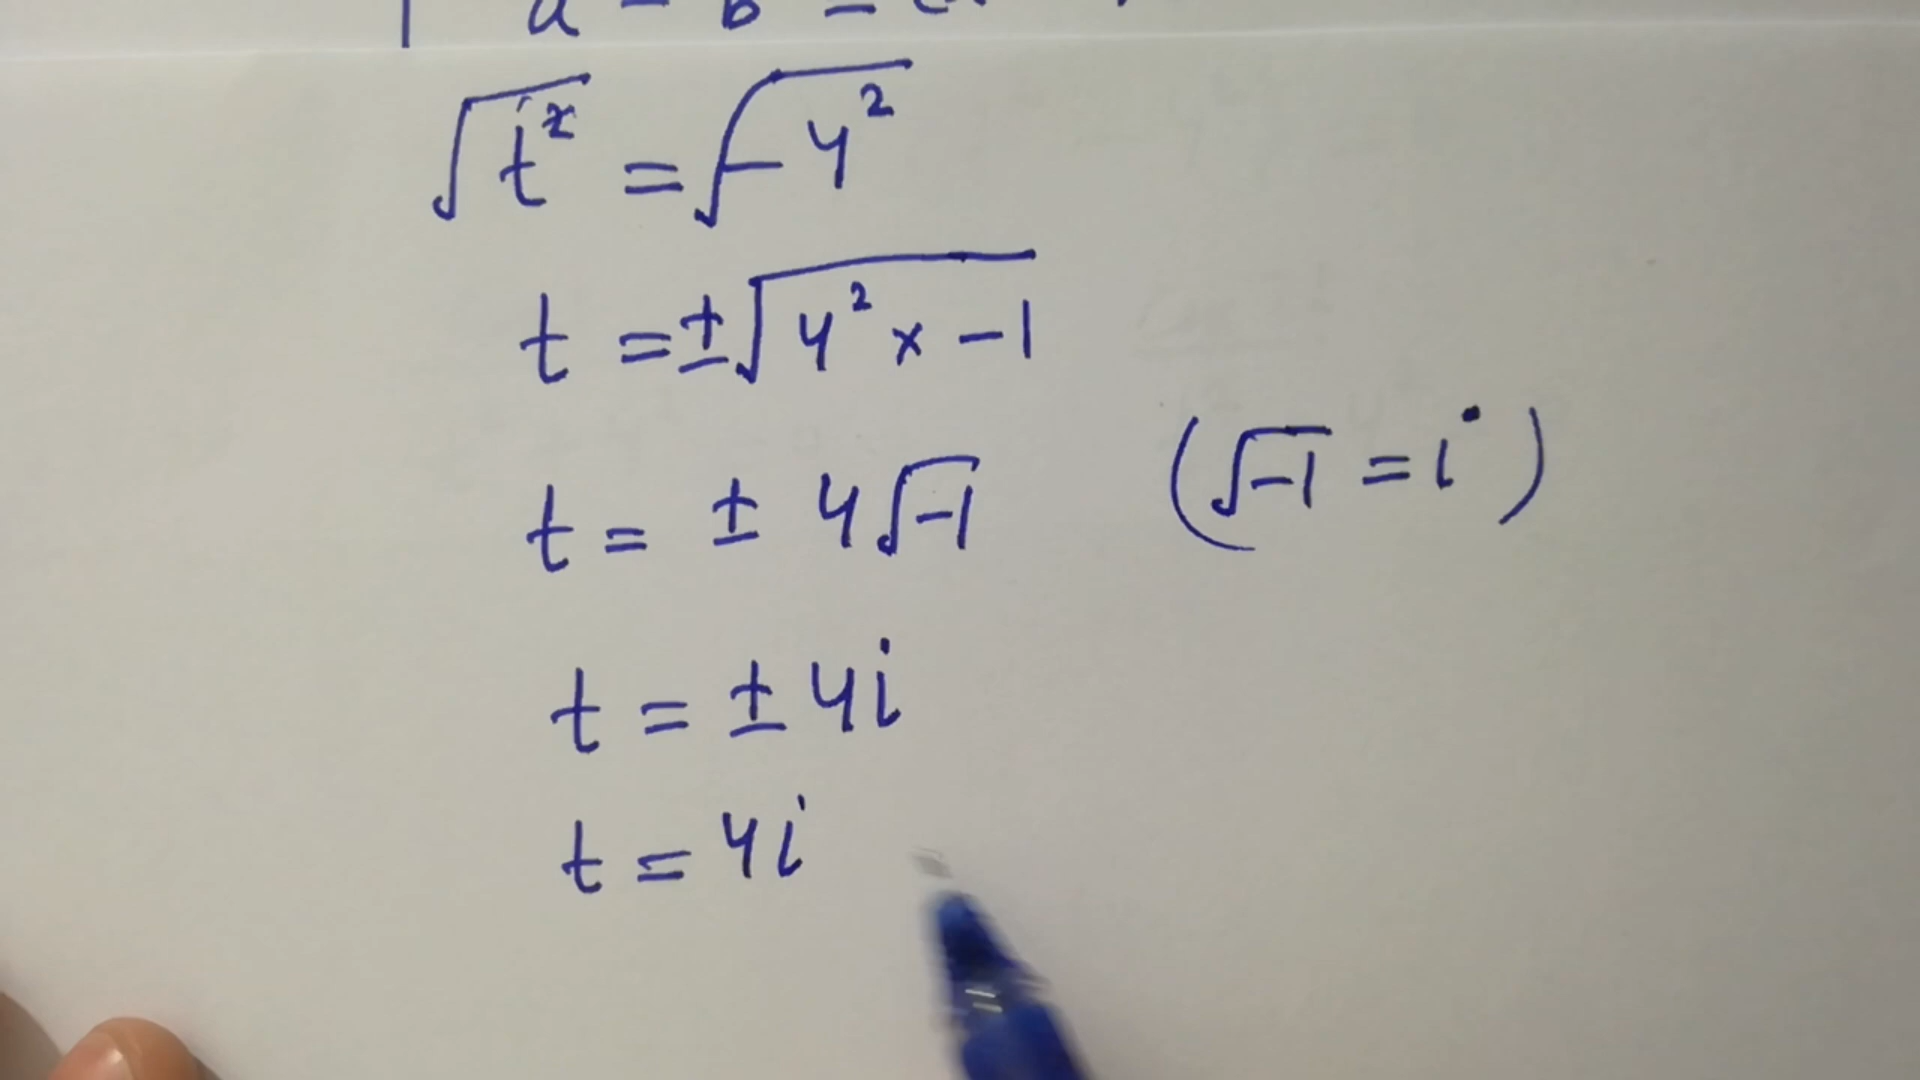 a - b =
√t² = √-4²
t = ±√4² x -1
t = ± 4√-1 (√-1 = i)
t = ± 4i
t = 4i